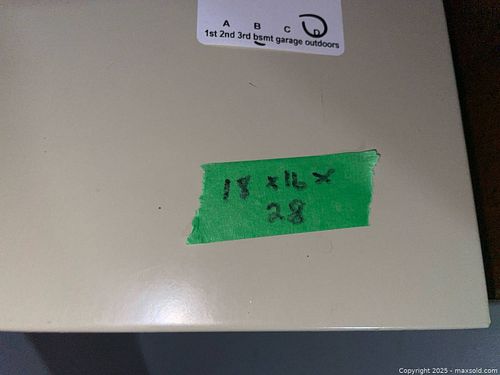 A B C D
1st 2nd 3rd bsmt garage outdoors
18 x 16 x
28
Copyright 2025 - maxsold.com